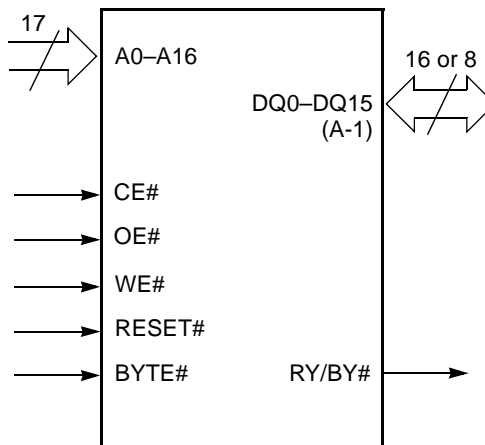 17
A0–A16
16 or 8
DQ0–DQ15
(A-1)
CE#
OE#
WE#
RESET#
BYTE#
RY/BY#